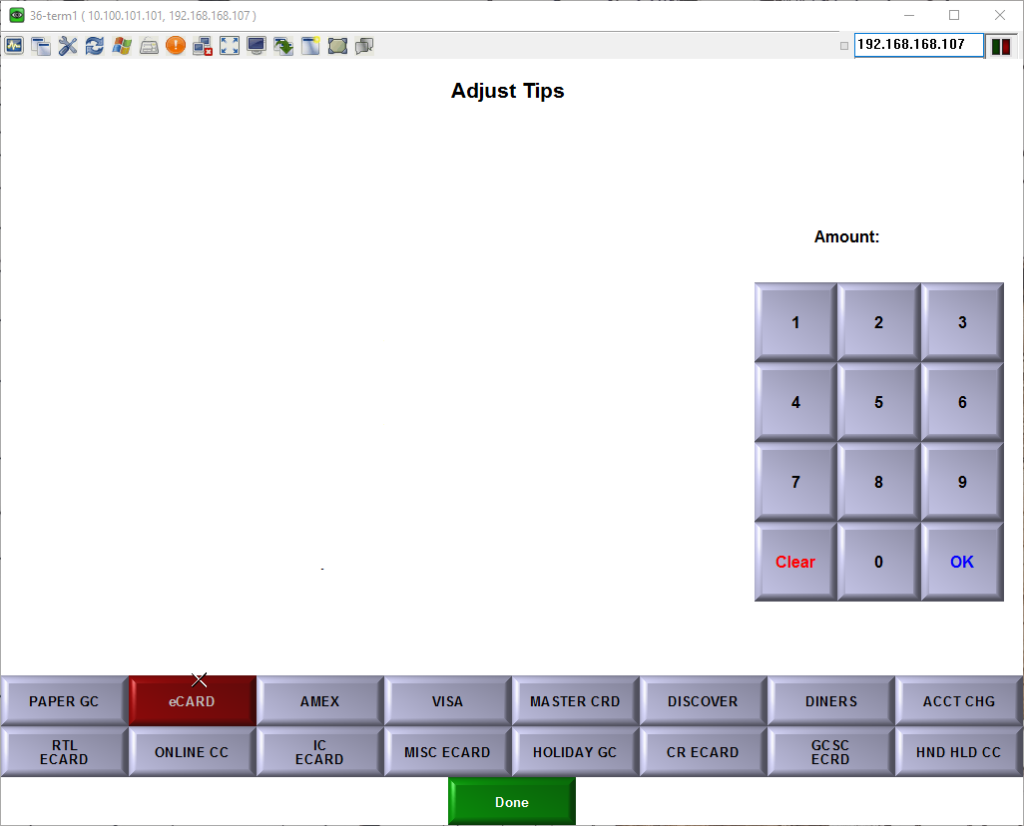 36-term1 ( 10.100.101.101, 192.168.168.107 )
192.168.168.107
Adjust Tips
Amount:
1 2 3
4 5 6
7 8 9
Clear 0 OK
PAPER GC eCARD AMEX VISA MASTER CRD DISCOVER DINERS ACCT CHG
RTL ECARD ONLINE CC IC ECARD MISC ECARD HOLIDAY GC CR ECARD GC SC ECRD HND HLD CC
Done